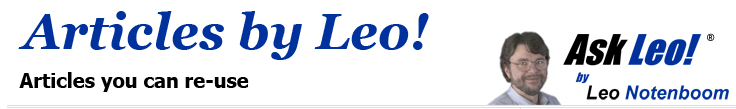 Articles by Leo!
Articles you can re-use
Ask Leo! ®
by
Leo Notenboom